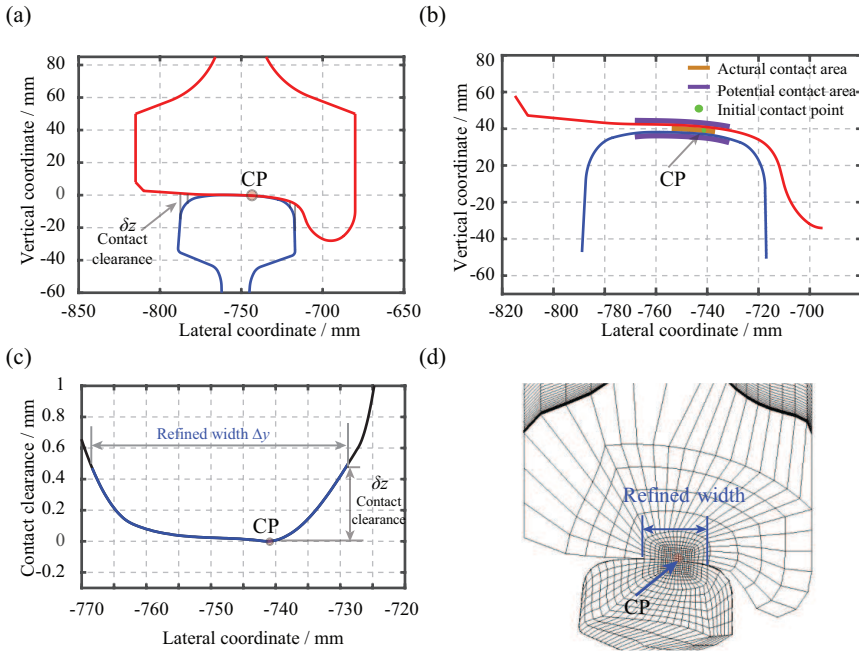 (a)
80
60
40
20
0
-20
-40
-60
Vertical coordinate / mm
CP
δz
Contact
clearance
-850
-800
-750
-700
-650
Lateral coordinate / mm
(b)
80
60
40
20
0
-20
-40
-60
Vertical coordinate / mm
Actural contact area
Potential contact area
Initial contact point
CP
-820
-800
-780
-760
-740
-720
-700
Lateral coordinate / mm
(c)
1
0.8
0.6
0.4
0.2
0
-0.2
Contact clearance / mm
Refined width Δy
δz
Contact
clearance
CP
-770
-760
-750
-740
-730
-720
Lateral coordinate / mm
(d)
Refined width
CP